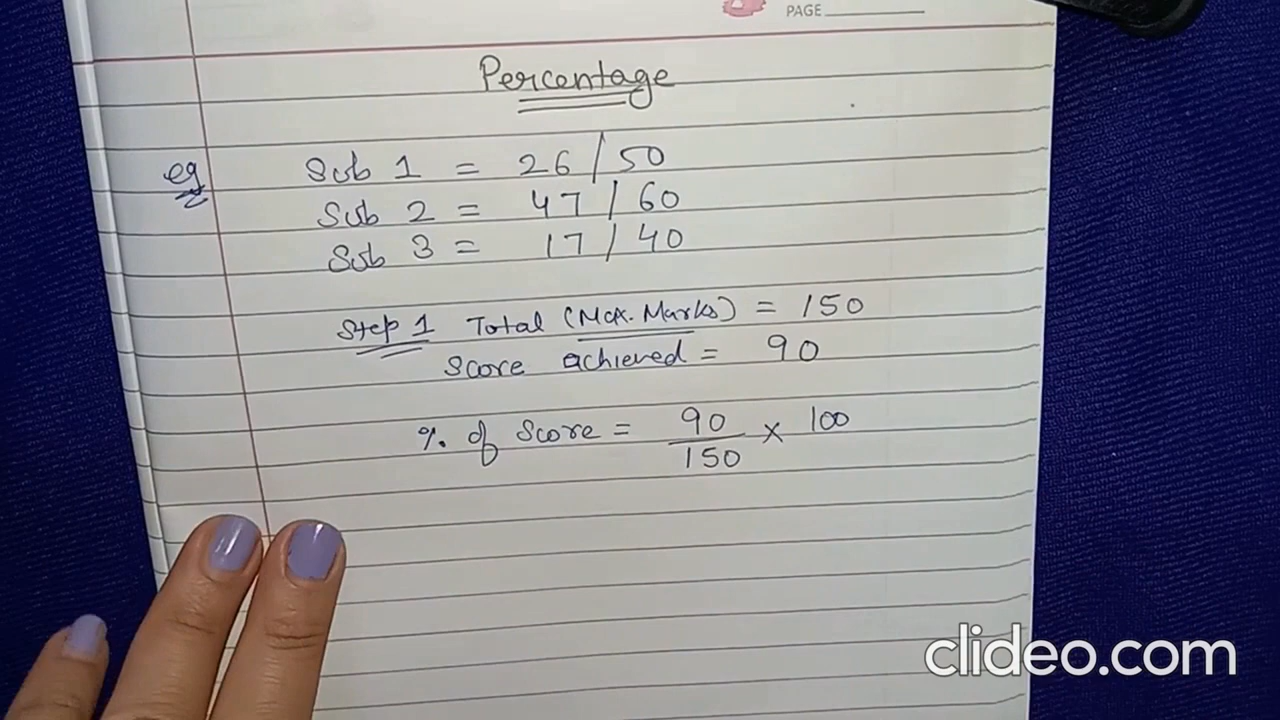 PAGE
Percentage
eg
Sub 1 = 26 / 50
Sub 2 = 47 / 60
Sub 3 = 17 / 40
Step 1 Total (Max. Marks) = 150
Score achieved = 90
% of Score = 90/150 × 100
clideo.com